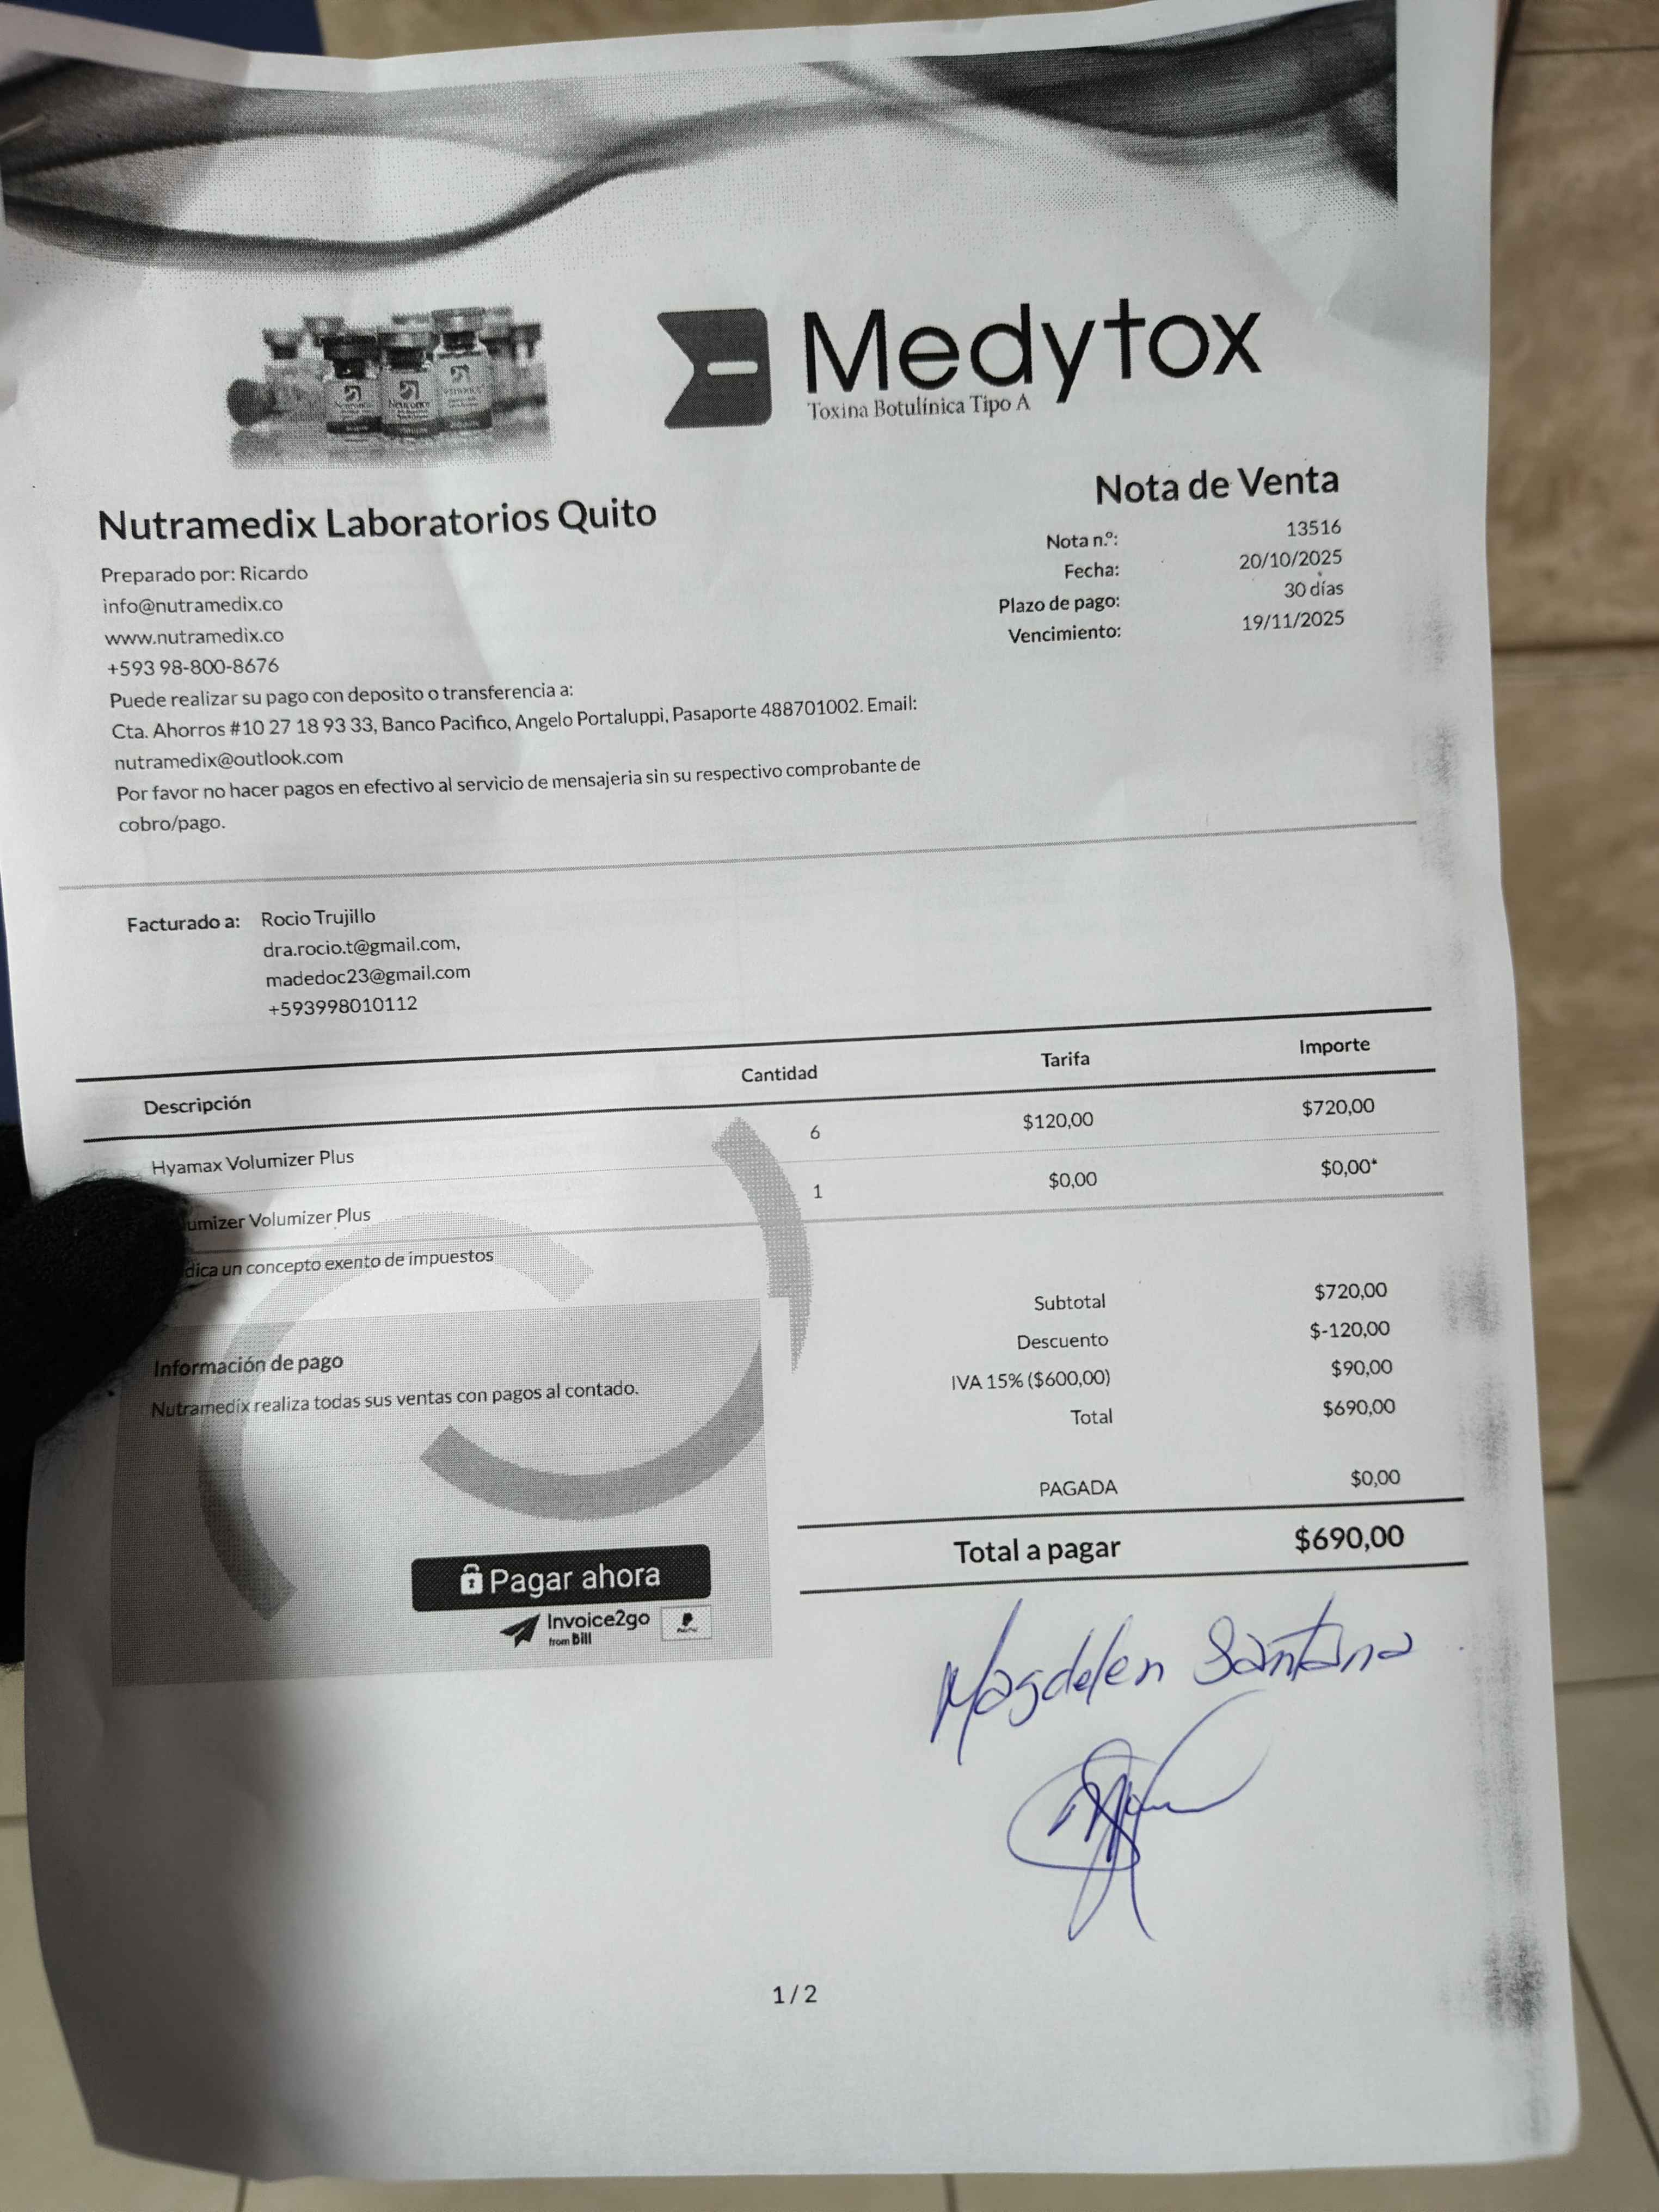 Medytox
Toxina Botulínica Tipo A
Nota de Venta
Nutramedix Laboratorios Quito
Nota n.º: 13516
Fecha: 20/10/2025
Plazo de pago: 30 días
Vencimiento: 19/11/2025
Preparado por: Ricardo
info@nutramedix.co
www.nutramedix.co
+593 98-800-8676
Puede realizar su pago con deposito o transferencia a:
Cta. Ahorros #10 27 18 93 33, Banco Pacifico, Angelo Portaluppi, Pasaporte 488701002. Email:
nutramedix@outlook.com
Por favor no hacer pagos en efectivo al servicio de mensajeria sin su respectivo comprobante de
cobro/pago.
Facturado a: Rocio Trujillo
dra.rocio.t@gmail.com,
madedoc23@gmail.com
+593998010112
Descripción Cantidad Tarifa Importe
Hyamax Volumizer Plus 6 $120,00 $720,00
umizer Volumizer Plus 1 $0,00 $0,00*
dica un concepto exento de impuestos
Subtotal $720,00
Descuento $-120,00
IVA 15% ($600,00) $90,00
Total $690,00
PAGADA $0,00
Total a pagar $690,00
Información de pago
Nutramedix realiza todas sus ventas con pagos al contado.
Pagar ahora
Invoice2go
from Bill
Magdelen Santana
1 / 2